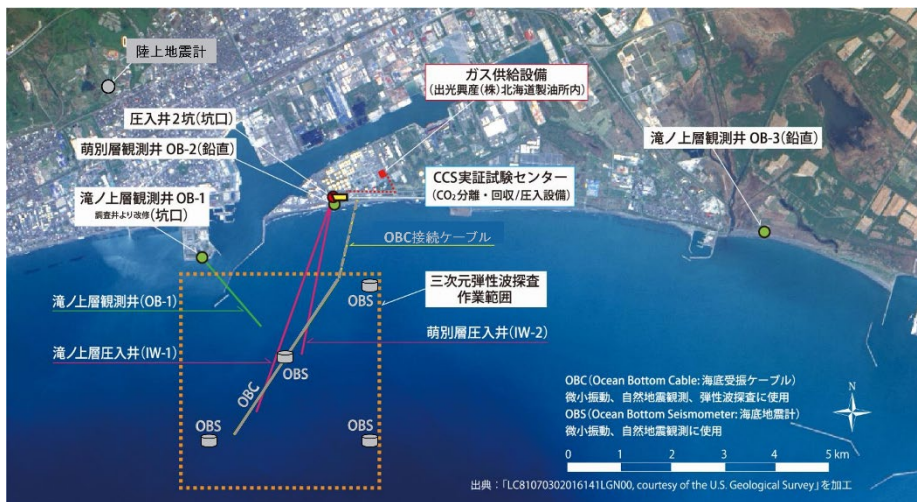 陸上地震計
ガス供給設備
(出光興産(株)北海道製油所内)
圧入井2坑(坑口)
萌別層観測井 OB-2(鉛直)
滝ノ上層観測井 OB-3(鉛直)
滝ノ上層観測井 OB-1
調査井より改修(坑口)
CCS実証試験センター
(CO₂分離・回収/圧入設備)
OBC接続ケーブル
三次元弾性波探査
作業範囲
OBS
滝ノ上層観測井(OB-1)
萌別層圧入井(IW-2)
滝ノ上層圧入井(IW-1)
OBS
OBC
OBS
OBS
OBC(Ocean Bottom Cable:海底受振ケーブル)
微小振動、自然地震観測、弾性波探査に使用
OBS(Ocean Bottom Seismometer:海底地震計)
微小振動、自然地震観測に使用
N
0 1 2 3 4 5 km
出典:「LC81070302016141LGN00, courtesy of the U.S. Geological Survey」を加工